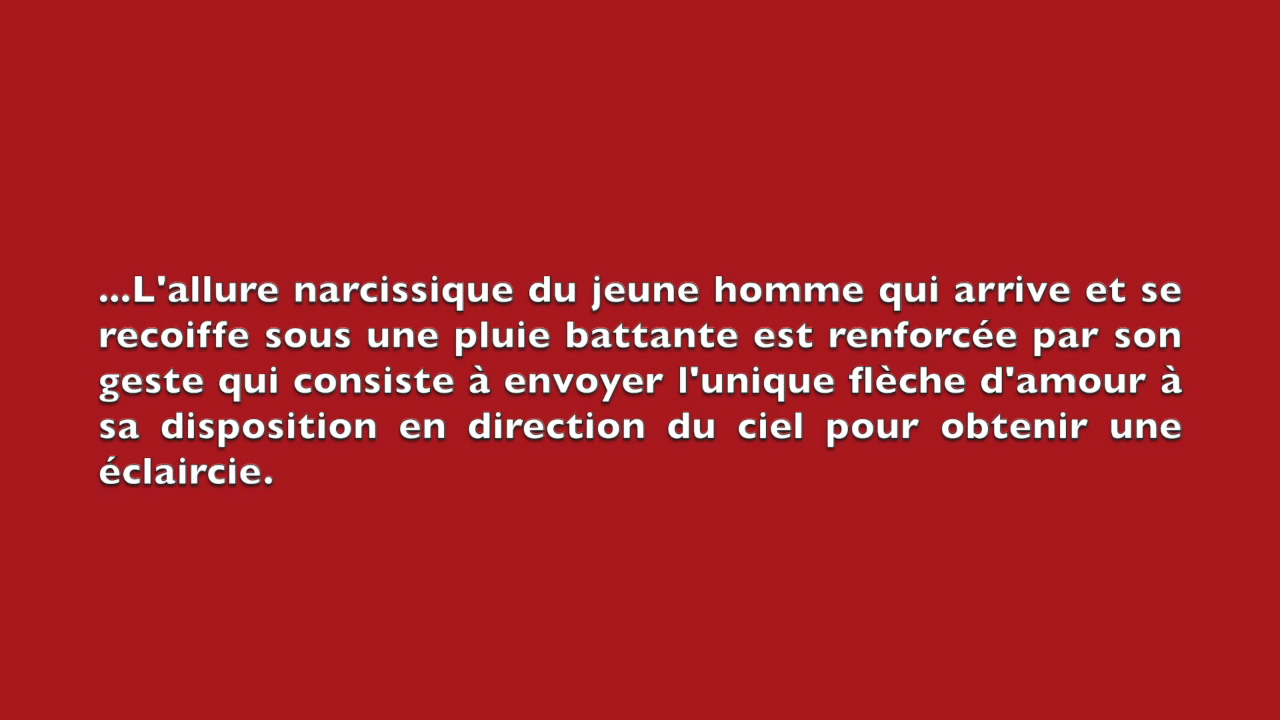 ...L'allure narcissique du jeune homme qui arrive et se
recoiffe sous une pluie battante est renforcée par son
geste qui consiste à envoyer l'unique flèche d'amour à
sa disposition en direction du ciel pour obtenir une
éclaircie.